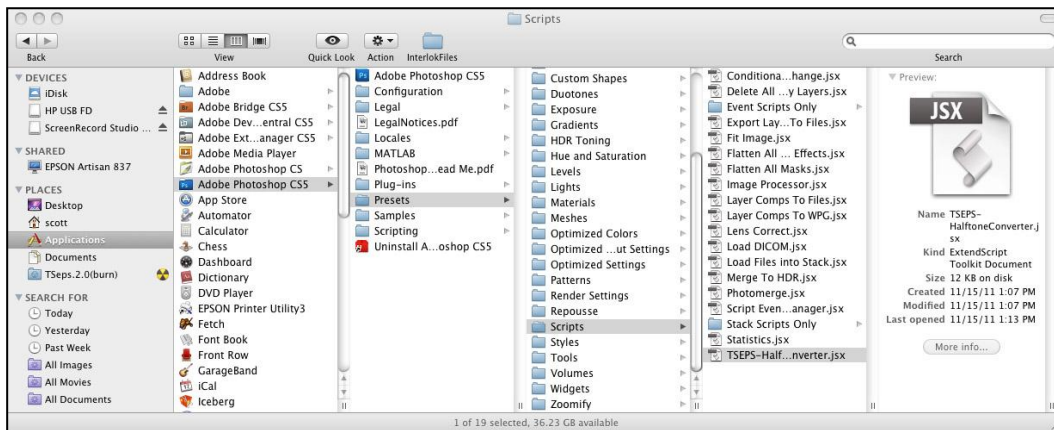 Scripts
Back
View
Quick Look
Action
InterlokFiles
Search
DEVICES
iDisk
HP USB FD
ScreenRecord Studio ...
SHARED
EPSON Artisan 837
PLACES
Desktop
scott
Applications
Documents
TSeps.2.0(burn)
SEARCH FOR
Today
Yesterday
Past Week
All Images
All Movies
All Documents
Address Book
Adobe
Adobe Bridge CS5
Adobe Dev...entral CS5
Adobe Ext...anager CS5
Adobe Media Player
Adobe Photoshop CS
Adobe Photoshop CS5
App Store
Automator
Calculator
Chess
Dashboard
Dictionary
DVD Player
EPSON Printer Utility3
Fetch
Font Book
Front Row
GarageBand
iCal
Iceberg
Adobe Photoshop CS5
Configuration
Legal
LegalNotices.pdf
Locales
MATLAB
Photoshop...ead Me.pdf
Plug-ins
Presets
Samples
Scripting
Uninstall A...oshop CS5
Custom Shapes
Duotones
Exposure
Gradients
HDR Toning
Hue and Saturation
Levels
Lights
Materials
Meshes
Optimized Colors
Optimized ...ut Settings
Optimized Settings
Patterns
Render Settings
Repousse
Scripts
Styles
Tools
Volumes
Widgets
Zoomify
Conditiona...hange.jsx
Delete All ...y Layers.jsx
Event Scripts Only
Export Lay...To Files.jsx
Fit Image.jsx
Flatten All ... Effects.jsx
Flatten All Masks.jsx
Image Processor.jsx
Layer Comps To Files.jsx
Layer Comps To WPG.jsx
Lens Correct.jsx
Load DICOM.jsx
Load Files into Stack.jsx
Merge To HDR.jsx
Photomerge.jsx
Script Even...anager.jsx
Stack Scripts Only
Statistics.jsx
TSEPS-Half...nverter.jsx
Preview:
JSX
Name TSEPS-
HalftoneConverter.j
sx
Kind ExtendScript
Toolkit Document
Size 12 KB on disk
Created 11/15/11 1:07 PM
Modified 11/15/11 1:07 PM
Last opened 11/15/11 1:13 PM
More info...
1 of 19 selected, 36.23 GB available